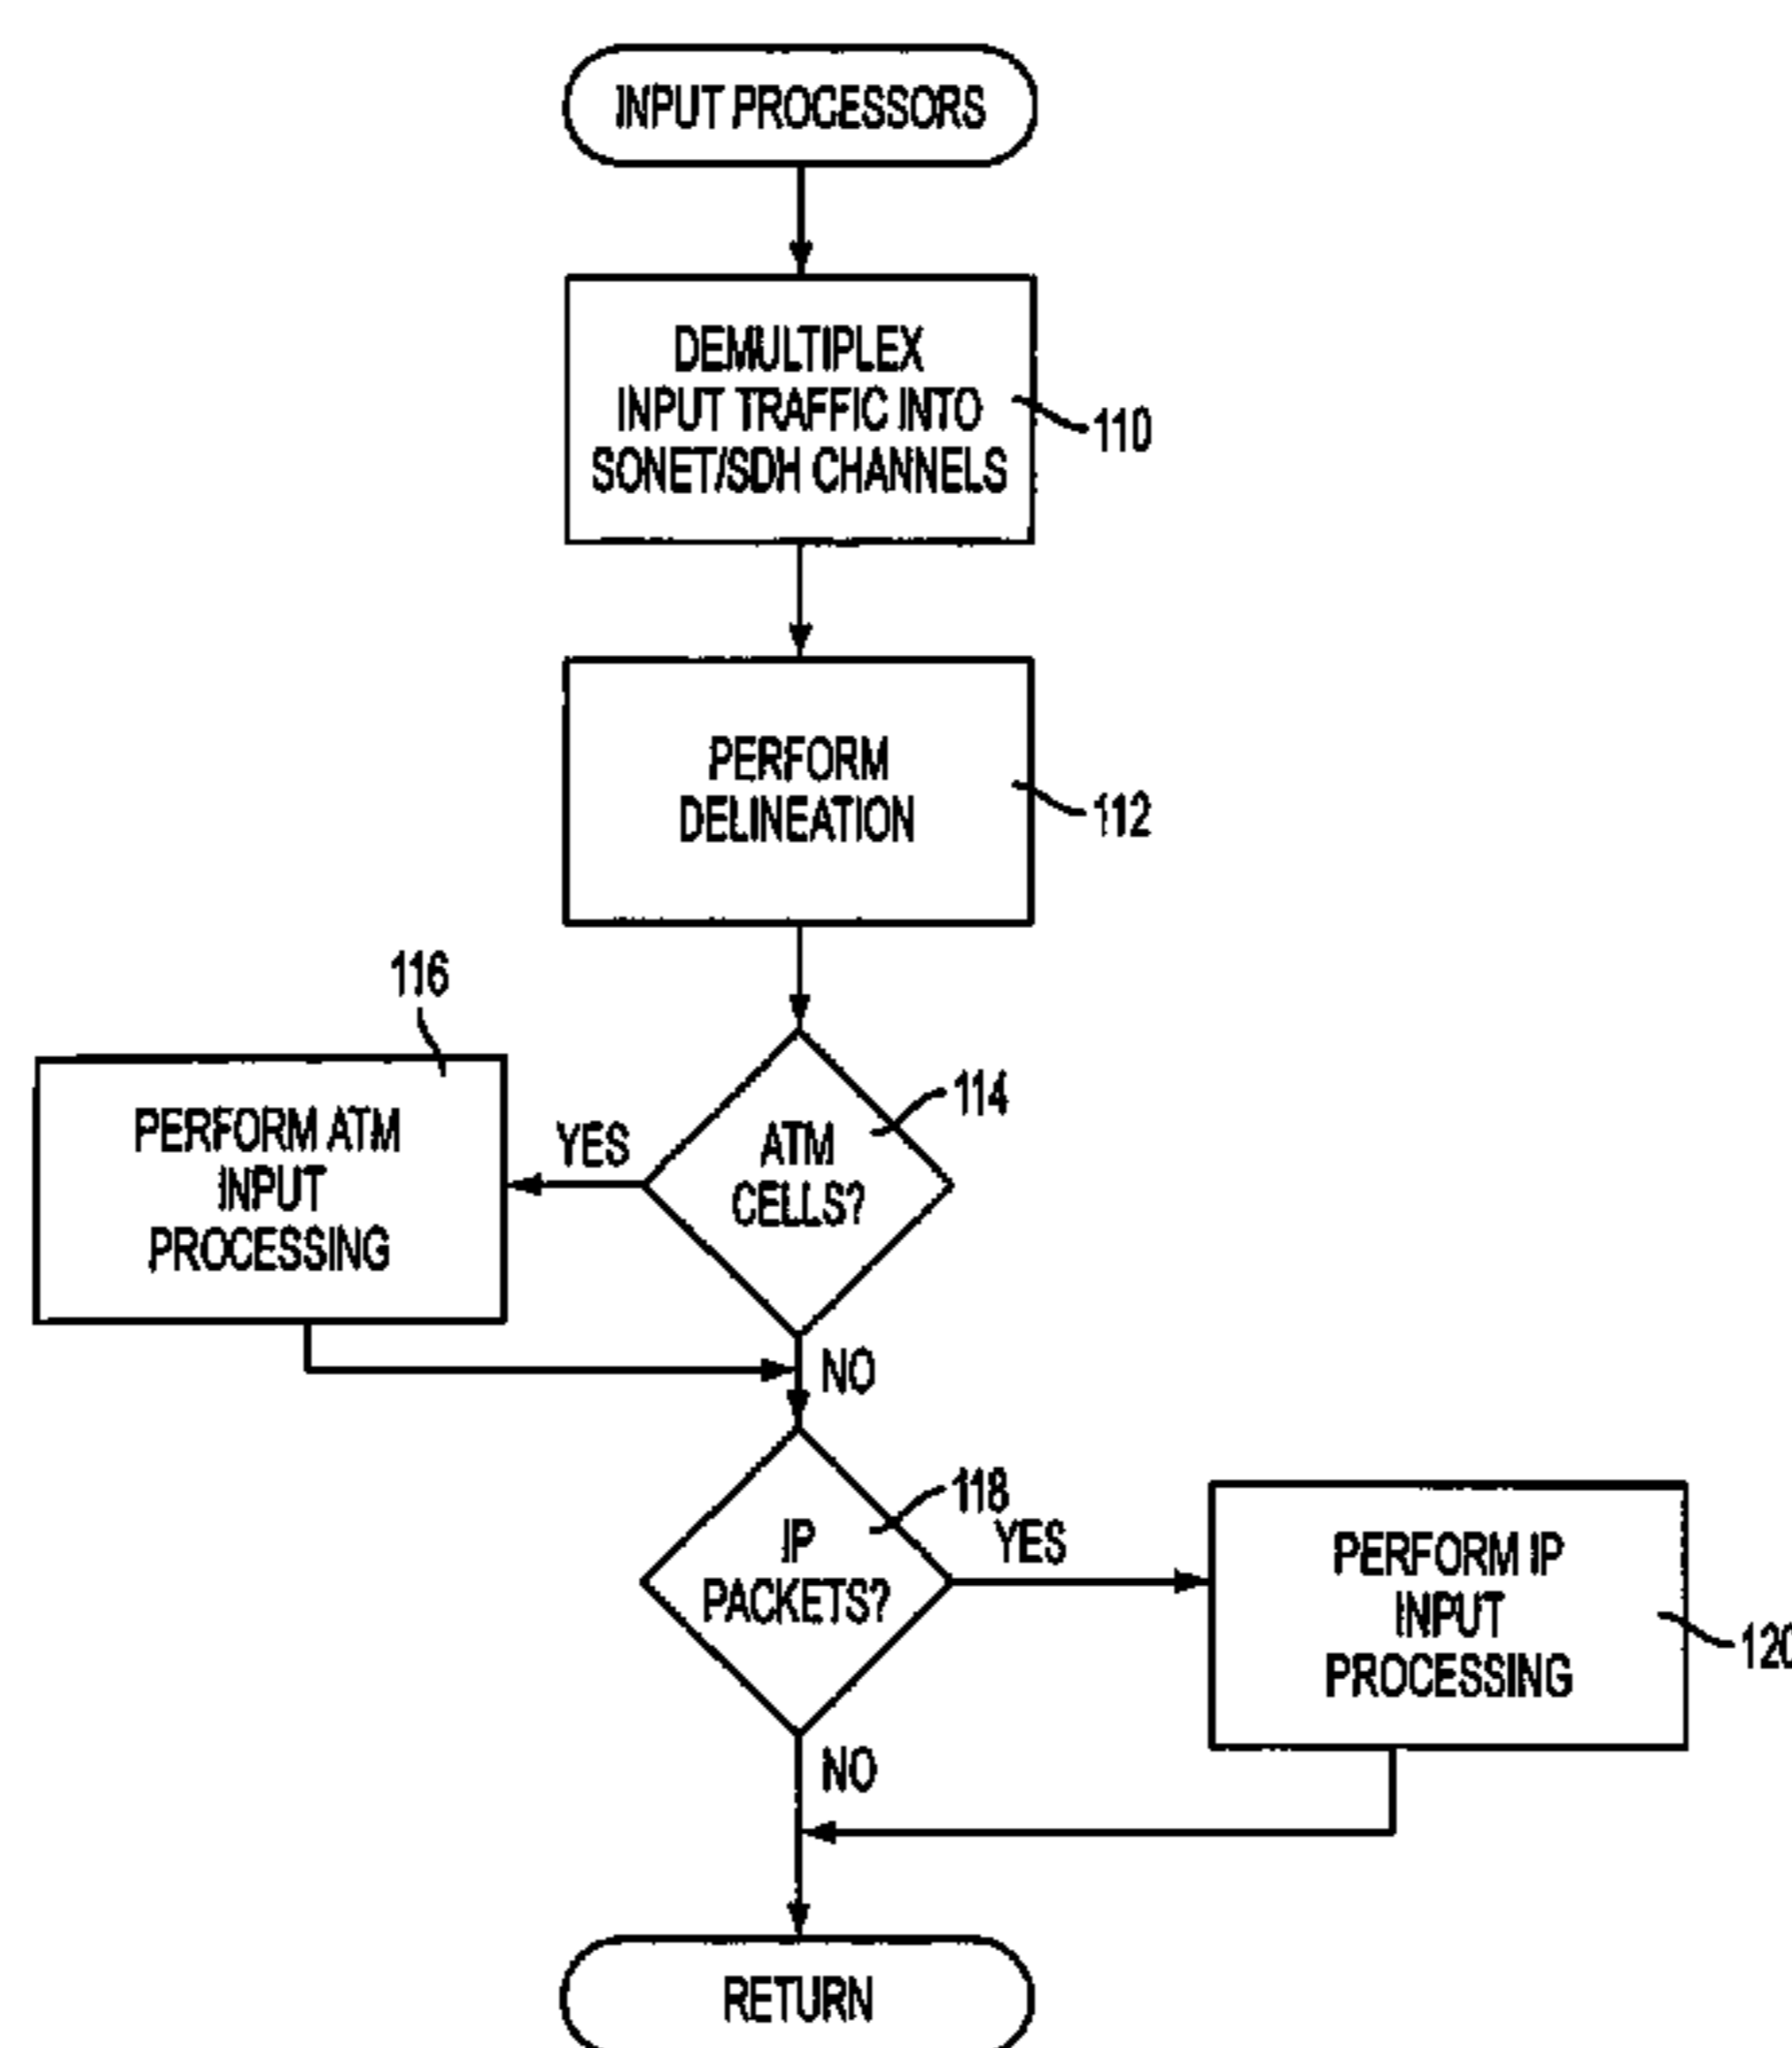 INPUT PROCESSORS
DEMULTIPLEX
INPUT TRAFFIC INTO
SONET/SDH CHANNELS
110
PERFORM
DELINEATION
112
116
PERFORM ATM
INPUT
PROCESSING
YES
ATM
CELLS?
114
NO
IP
PACKETS?
118
YES
PERFORM IP
INPUT
PROCESSING
120
NO
RETURN